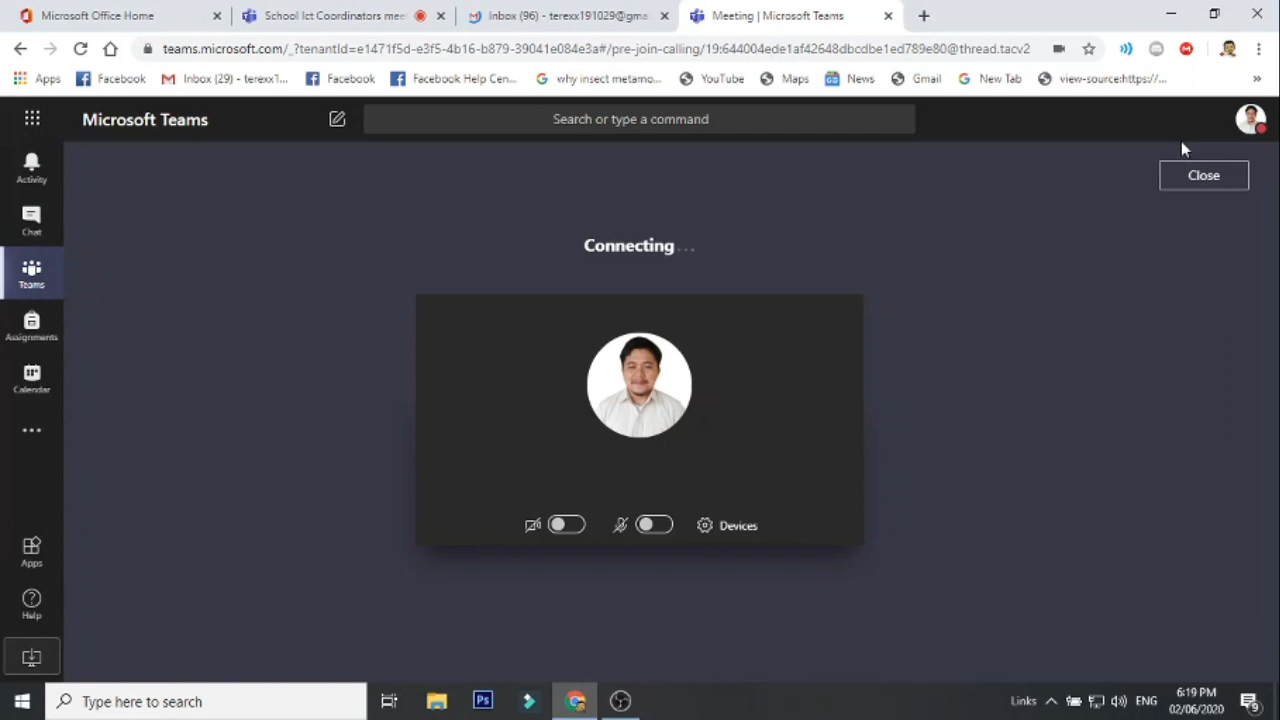 Microsoft Office Home
School Ict Coordinators mee
Inbox (96) - terexx191029@gma
Meeting | Microsoft Teams
teams.microsoft.com/_?tenantId=e1471f5d-e3f5-4b16-b879-39041e084e3a#/pre-join-calling/19:644004ede1af42648dbcdbe1ed789e80@thread.tacv2
Apps
Facebook
Inbox (29) - terexx1...
Facebook
Facebook Help Cen...
why insect metamo...
YouTube
Maps
News
Gmail
New Tab
view-source:https://...
»
Microsoft Teams
Search or type a command
Activity
Close
Chat
Connecting...
Teams
Assignments
Calendar
Devices
Apps
Help
Type here to search
Ps
Links
ENG
6:19 PM
02/06/2020
9